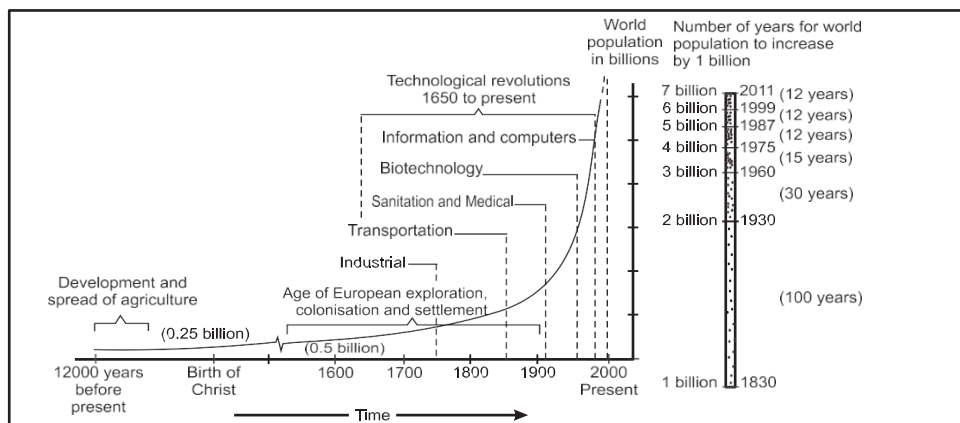 World
population
in billions
Number of years for world
population to increase
by 1 billion
Technological revolutions
1650 to present
Information and computers
Biotechnology
Sanitation and Medical
Transportation
Industrial
Development and
spread of agriculture
Age of European exploration,
colonisation and settlement
(0.25 billion)
(0.5 billion)
12000 years
before
present
Birth of
Christ
1600
1700
1800
1900
2000
Present
Time
7 billion 2011
(12 years)
6 billion 1999
(12 years)
5 billion 1987
(12 years)
4 billion 1975
(15 years)
3 billion 1960
(30 years)
2 billion 1930
(100 years)
1 billion 1830